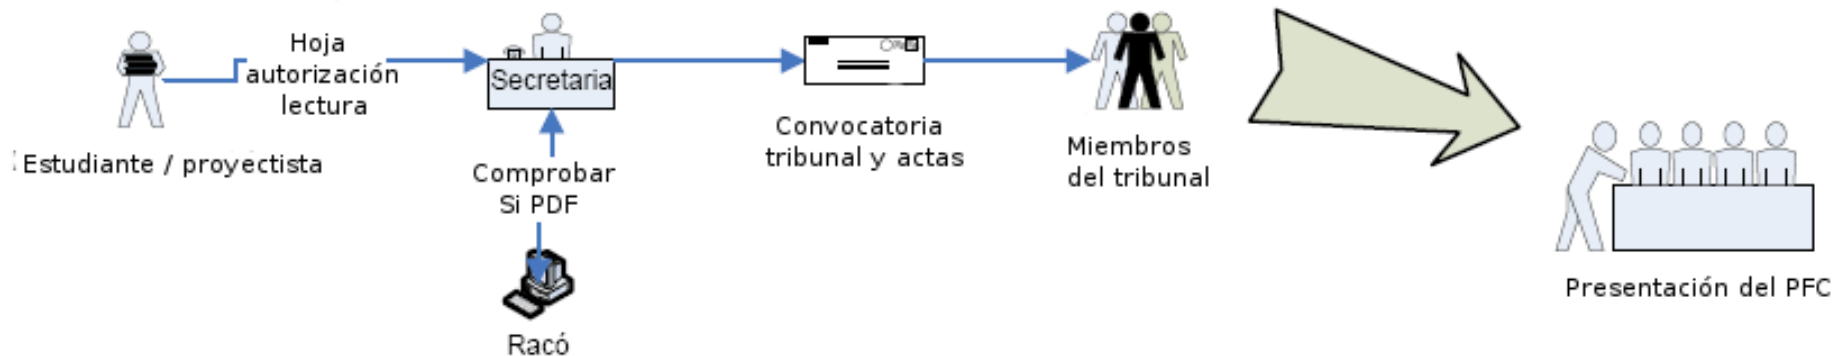 Hoja
autorización
lectura
Estudiante / proyectista
Secretaria
Comprobar
Si PDF
Racó
Convocatoria
tribunal y actas
Miembros
del tribunal
Presentación del PFC